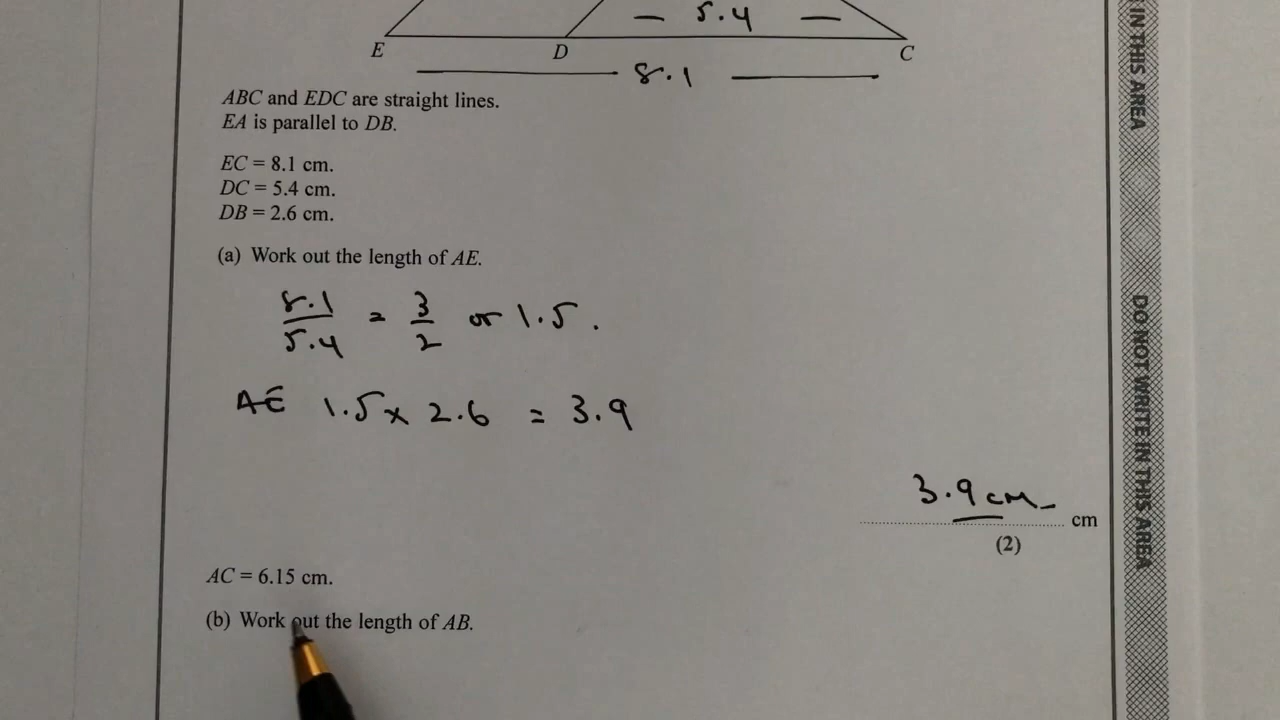 5.4
E D C
8.1
ABC and EDC are straight lines.
EA is parallel to DB.
EC = 8.1 cm.
DC = 5.4 cm.
DB = 2.6 cm.
(a) Work out the length of AE.
8.1/5.4 = 3/2 or 1.5.
AE 1.5 × 2.6 = 3.9
3.9 cm
cm
(2)
AC = 6.15 cm.
(b) Work out the length of AB.
IN THIS AREA
DO NOT WRITE IN THIS AREA